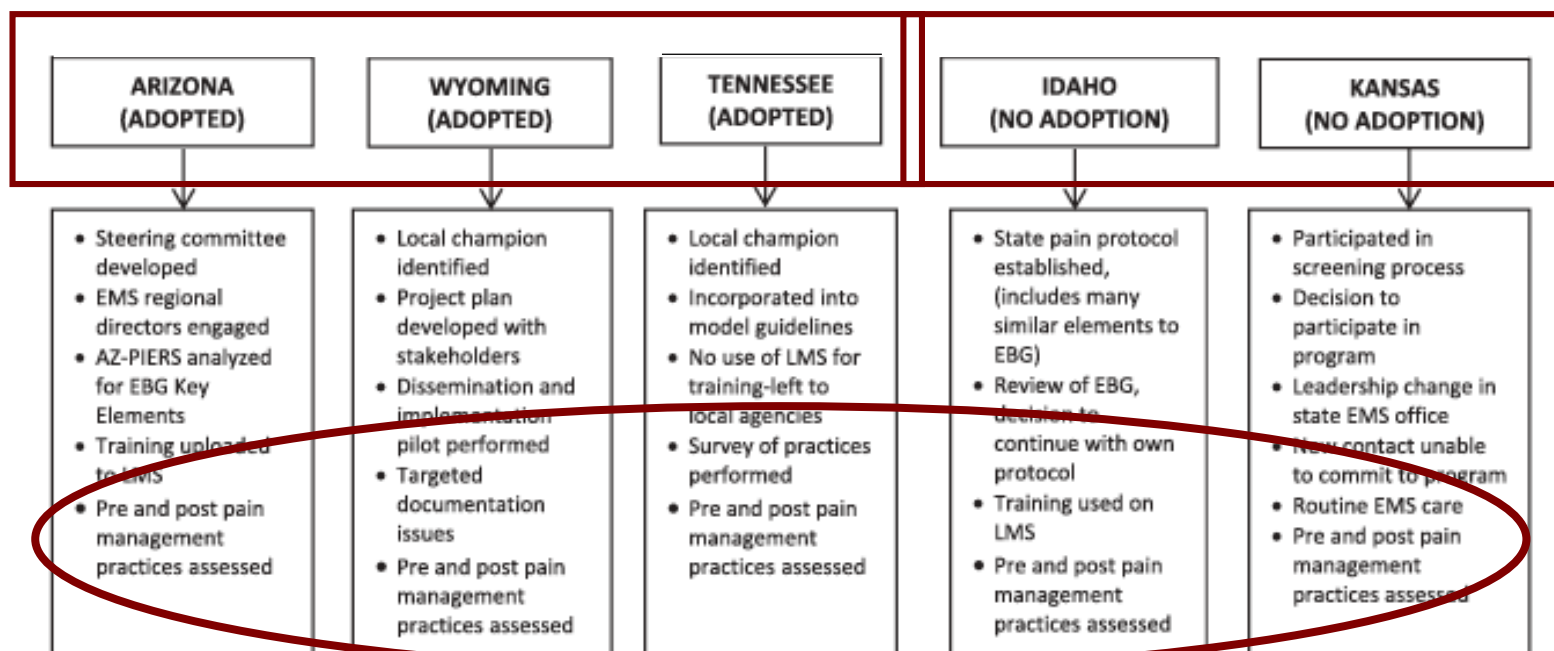 ARIZONA
(ADOPTED)
WYOMING
(ADOPTED)
TENNESSEE
(ADOPTED)
IDAHO
(NO ADOPTION)
KANSAS
(NO ADOPTION)
• Steering committee
developed
• EMS regional
directors engaged
• AZ-PIERS analyzed
for EBG Key
Elements
• Training uploaded
to LMS
• Pre and post pain
management
practices assessed
• Local champion
identified
• Project plan
developed with
stakeholders
• Dissemination and
implementation
pilot performed
• Targeted
documentation
issues
• Pre and post pain
management
practices assessed
• Local champion
identified
• Incorporated into
model guidelines
• No use of LMS for
training-left to
local agencies
• Survey of practices
performed
• Pre and post pain
management
practices assessed
• State pain protocol
established,
(includes many
similar elements to
EBG)
• Review of EBG,
decision to
continue with own
protocol
• Training used on
LMS
• Pre and post pain
management
practices assessed
• Participated in
screening process
• Decision to
participate in
program
• Leadership change in
state EMS office
• New contact unable
to commit to program
• Routine EMS care
• Pre and post pain
management
practices assessed